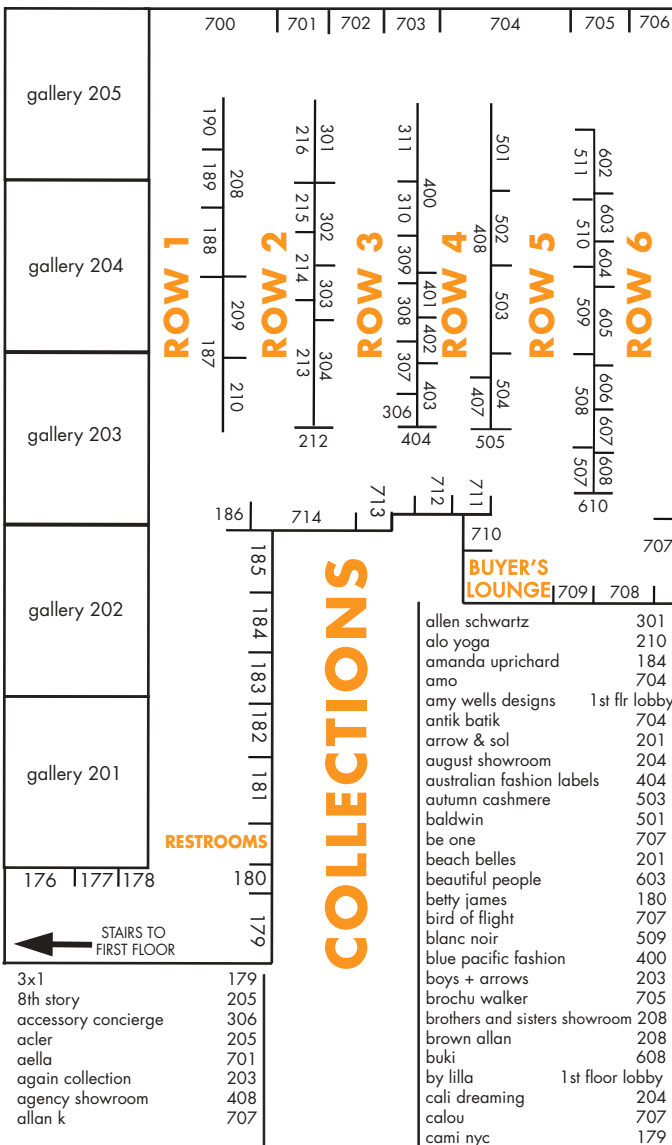 700 701 702 703 704 705 706
gallery 205
gallery 204
gallery 203
gallery 202
gallery 201
ROW 1
ROW 2
ROW 3
ROW 4
ROW 5
ROW 6
190
189
188
187
208
209
210
216
215
214
213
301
302
303
304
212
311
310
309
308
307
306
400
401
402
403
404
408
407
501
502
503
504
505
511
510
509
508
507
602
603
604
605
606
607
608
610
186
714
713
712
711
710
707
BUYER'S
LOUNGE
709
708
185
184
183
182
181
RESTROOMS
180
179
176 177 178
STAIRS TO
FIRST FLOOR
COLLECTIONS
3x1 179
8th story 205
accessory concierge 306
acler 205
aella 701
again collection 203
agency showroom 408
allan k 707
allen schwartz 301
alo yoga 210
amanda uprichard 184
amo 704
amy wells designs 1st flr lobby
antik batik 704
arrow & sol 201
august showroom 204
australian fashion labels 404
autumn cashmere 503
baldwin 501
be one 707
beach belles 201
beautiful people 603
betty james 180
bird of flight 707
blanc noir 509
blue pacific fashion 400
boys + arrows 203
brochu walker 705
brothers and sisters showroom 208
brown allan 208
buki 608
by lilla 1st floor lobby
cali dreaming 204
calou 707
cami nyc 179